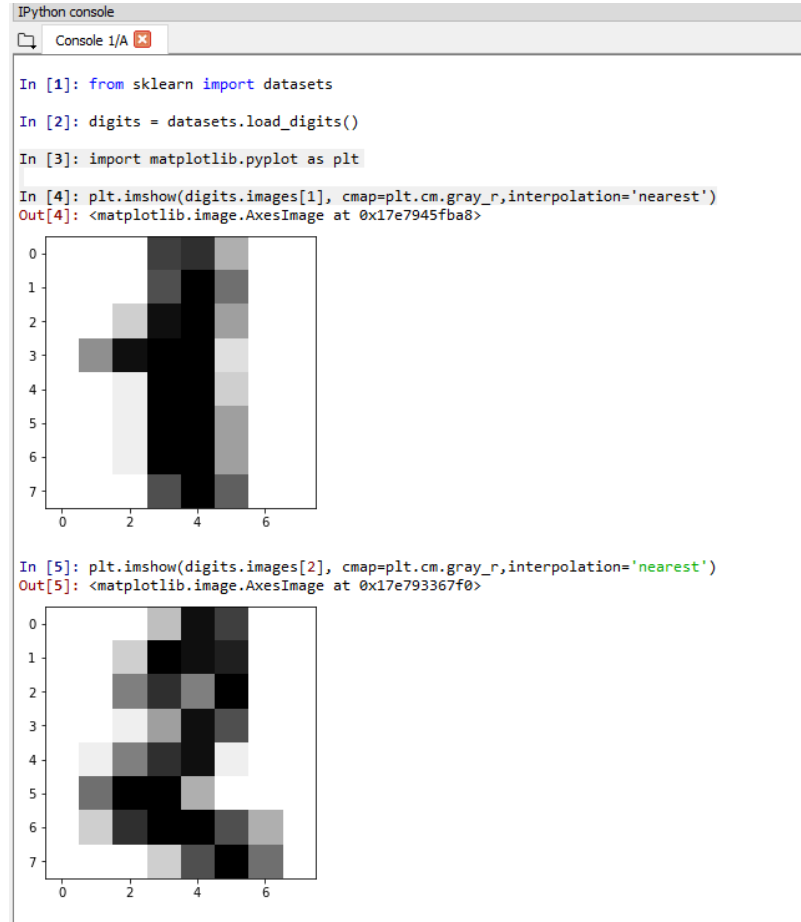 IPython console
Console 1/A
In [1]: from sklearn import datasets
In [2]: digits = datasets.load_digits()
In [3]: import matplotlib.pyplot as plt
In [4]: plt.imshow(digits.images[1], cmap=plt.cm.gray_r,interpolation='nearest')
Out[4]: <matplotlib.image.AxesImage at 0x17e7945fba8>
0
1
2
3
4
5
6
7
0 2 4 6
In [5]: plt.imshow(digits.images[2], cmap=plt.cm.gray_r,interpolation='nearest')
Out[5]: <matplotlib.image.AxesImage at 0x17e793367f0>
0
1
2
3
4
5
6
7
0 2 4 6